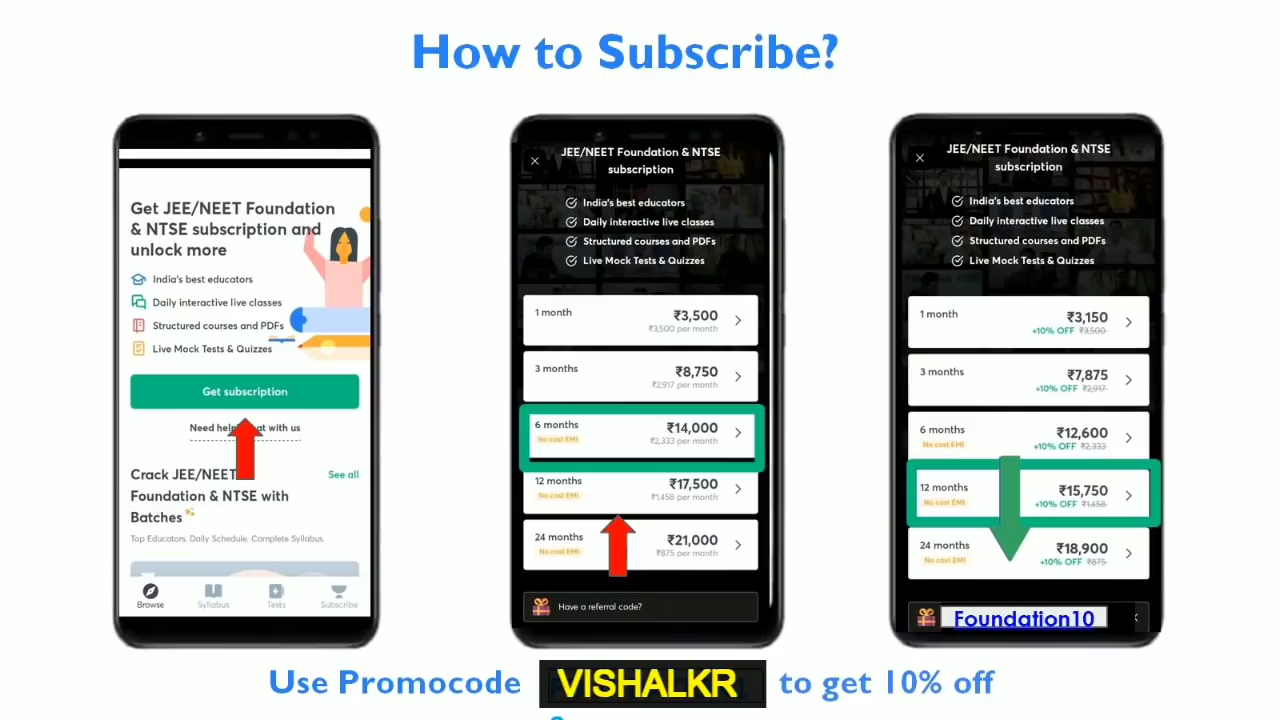 How to Subscribe?
Get JEE/NEET Foundation
& NTSE subscription and
unlock more
India's best educators
Daily interactive live classes
Structured courses and PDFs
Live Mock Tests & Quizzes
Get subscription
Need help at with us
Crack JEE/NEET
See all
Foundation & NTSE with
Batches
Top Educators. Daily Schedule. Complete Syllabus.
Browse
Syllabus
Tests
Subscribe
JEE/NEET Foundation & NTSE
subscription
India's best educators
Daily interactive live classes
Structured courses and PDFs
Live Mock Tests & Quizzes
1 month
₹3,500
₹3,500 per month
3 months
₹8,750
₹2,917 per month
6 months
₹14,000
No cost EMI
₹2,333 per month
12 months
₹17,500
No cost EMI
₹1,458 per month
24 months
₹21,000
No cost EMI
₹875 per month
Have a referral code?
JEE/NEET Foundation & NTSE
subscription
India's best educators
Daily interactive live classes
Structured courses and PDFs
Live Mock Tests & Quizzes
1 month
₹3,150
+10% OFF ₹3,500
3 months
₹7,875
+10% OFF ₹2,917
6 months
₹12,600
No cost EMI
+10% OFF ₹2,333
12 months
₹15,750
No cost EMI
+10% OFF ₹1,458
24 months
₹18,900
No cost EMI
+10% OFF ₹875
Foundation10
Use Promocode VISHALKR to get 10% off